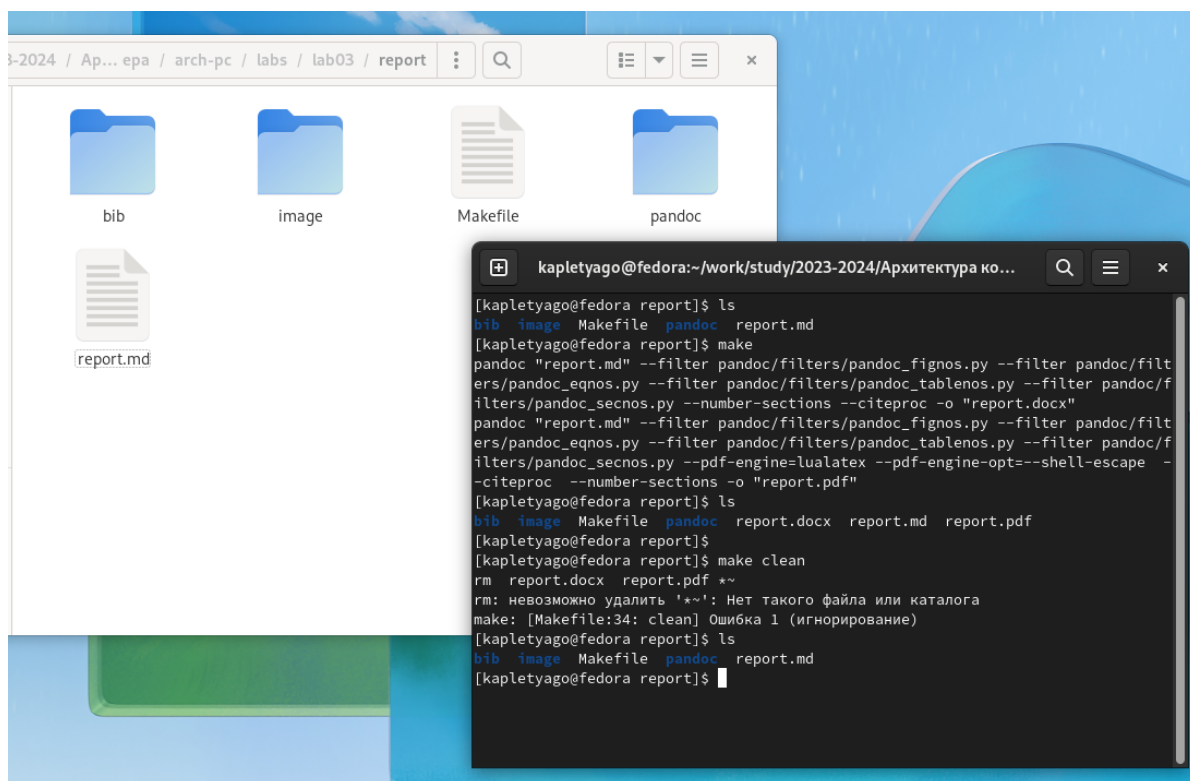 3-2024 / Ap... epa / arch-pc / labs / lab03 / report
bib
image
Makefile
pandoc
report.md
kapletyago@fedora:~/work/study/2023-2024/Архитектура ко...
[kapletyago@fedora report]$ ls
bib image Makefile pandoc report.md
[kapletyago@fedora report]$ make
pandoc "report.md" --filter pandoc/filters/pandoc_fignos.py --filter pandoc/filt
ers/pandoc_eqnos.py --filter pandoc/filters/pandoc_tablenos.py --filter pandoc/f
ilters/pandoc_secnos.py --number-sections --citeproc -o "report.docx"
pandoc "report.md" --filter pandoc/filters/pandoc_fignos.py --filter pandoc/filt
ers/pandoc_eqnos.py --filter pandoc/filters/pandoc_tablenos.py --filter pandoc/f
ilters/pandoc_secnos.py --pdf-engine=lualatex --pdf-engine-opt=--shell-escape -
-citeproc --number-sections -o "report.pdf"
[kapletyago@fedora report]$ ls
bib image Makefile pandoc report.docx report.md report.pdf
[kapletyago@fedora report]$
[kapletyago@fedora report]$ make clean
rm report.docx report.pdf *~
rm: невозможно удалить '*~': Нет такого файла или каталога
make: [Makefile:34: clean] Ошибка 1 (игнорирование)
[kapletyago@fedora report]$ ls
bib image Makefile pandoc report.md
[kapletyago@fedora report]$